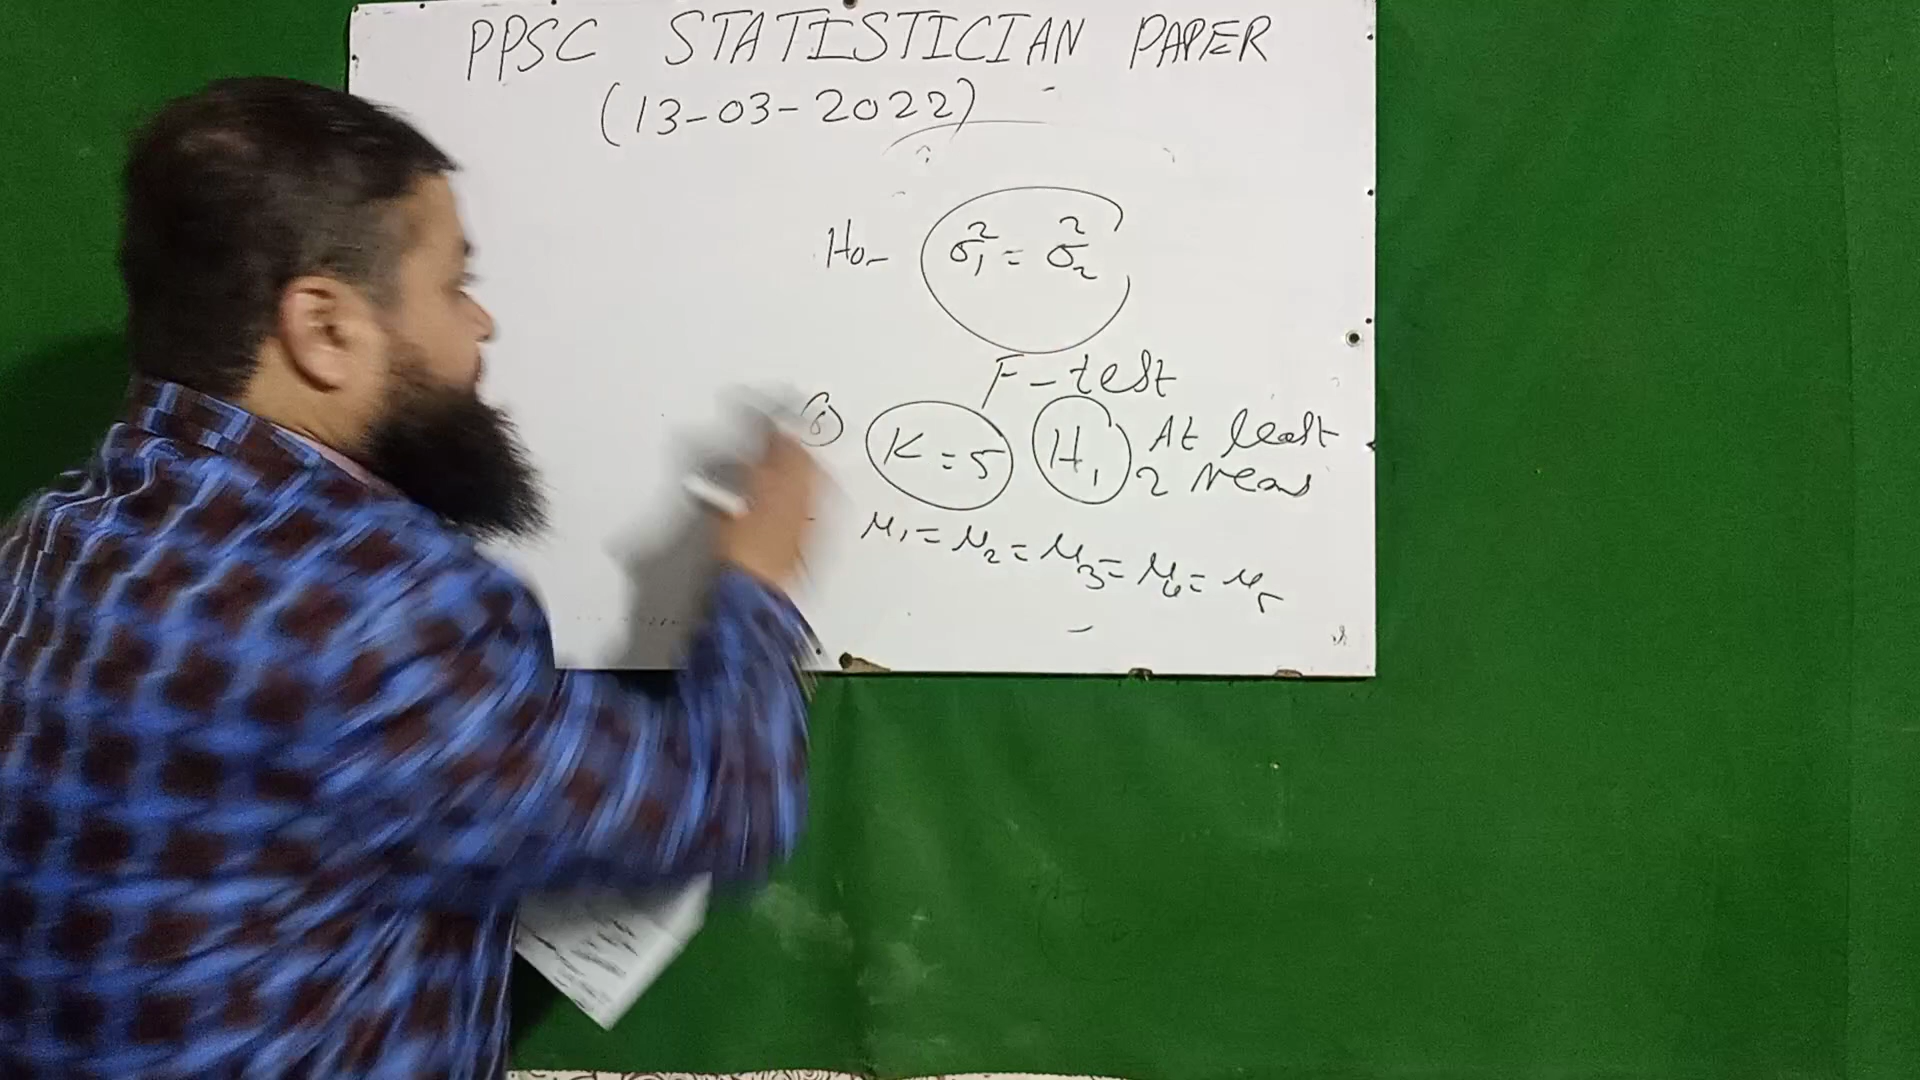 PPSC STATISTICIAN PAPER
(13-03-2022)
Ho- σ₁² = σ₂²
F-test
K = 5 H₁ At least
2 means
μ₁ = μ₂ = μ₃ = μ₄ = μ₅